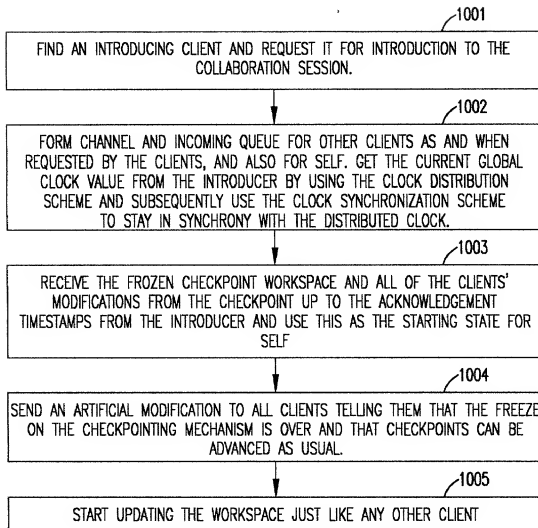 1001
FIND AN INTRODUCING CLIENT AND REQUEST IT FOR INTRODUCTION TO THE
COLLABORATION SESSION.
1002
FORM CHANNEL AND INCOMING QUEUE FOR OTHER CLIENTS AS AND WHEN
REQUESTED BY THE CLIENTS, AND ALSO FOR SELF. GET THE CURRENT GLOBAL
CLOCK VALUE FROM THE INTRODUCER BY USING THE CLOCK DISTRIBUTION
SCHEME AND SUBSEQUENTLY USE THE CLOCK SYNCHRONIZATION SCHEME
TO STAY IN SYNCHRONY WITH THE DISTRIBUTED CLOCK.
1003
RECEIVE THE FROZEN CHECKPOINT WORKSPACE AND ALL OF THE CLIENTS'
MODIFICATIONS FROM THE CHECKPOINT UP TO THE ACKNOWLEDGEMENT
TIMESTAMPS FROM THE INTRODUCER AND USE THIS AS THE STARTING STATE FOR
SELF
1004
SEND AN ARTIFICIAL MODIFICATION TO ALL CLIENTS TELLING THEM THAT THE FREEZE
ON THE CHECKPOINTING MECHANISM IS OVER AND THAT CHECKPOINTS CAN BE
ADVANCED AS USUAL.
1005
START UPDATING THE WORKSPACE JUST LIKE ANY OTHER CLIENT